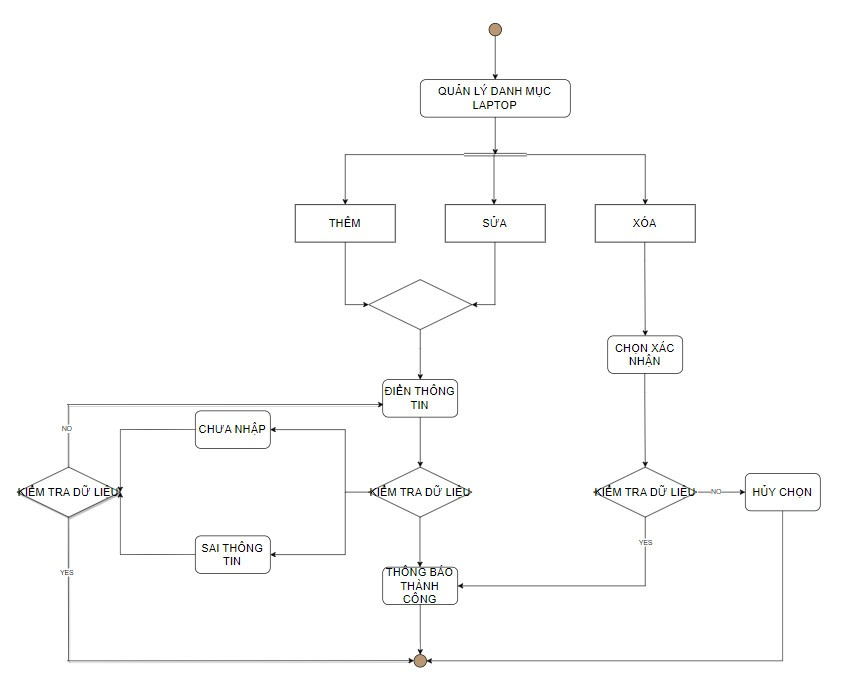 QUẢN LÝ DANH MỤC
LAPTOP
THÊM
SỬA
XÓA
CHỌN XÁC
NHẬN
ĐIỀN THÔNG
TIN
NO
CHƯA NHẬP
KIỂM TRA DỮ LIỆU
KIỂM TRA DỮ LIỆU
KIỂM TRA DỮ LIỆU
NO
HỦY CHỌN
SAI THÔNG
TIN
YES
YES
THÔNG BÁO
THÀNH
CÔNG